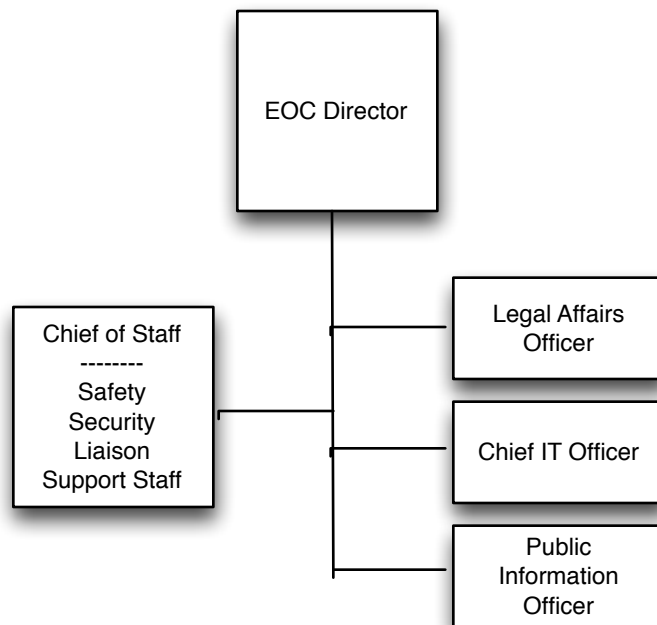 EOC Director
Chief of Staff
--------
Safety
Security
Liaison
Support Staff
Legal Affairs
Officer
Chief IT Officer
Public
Information
Officer